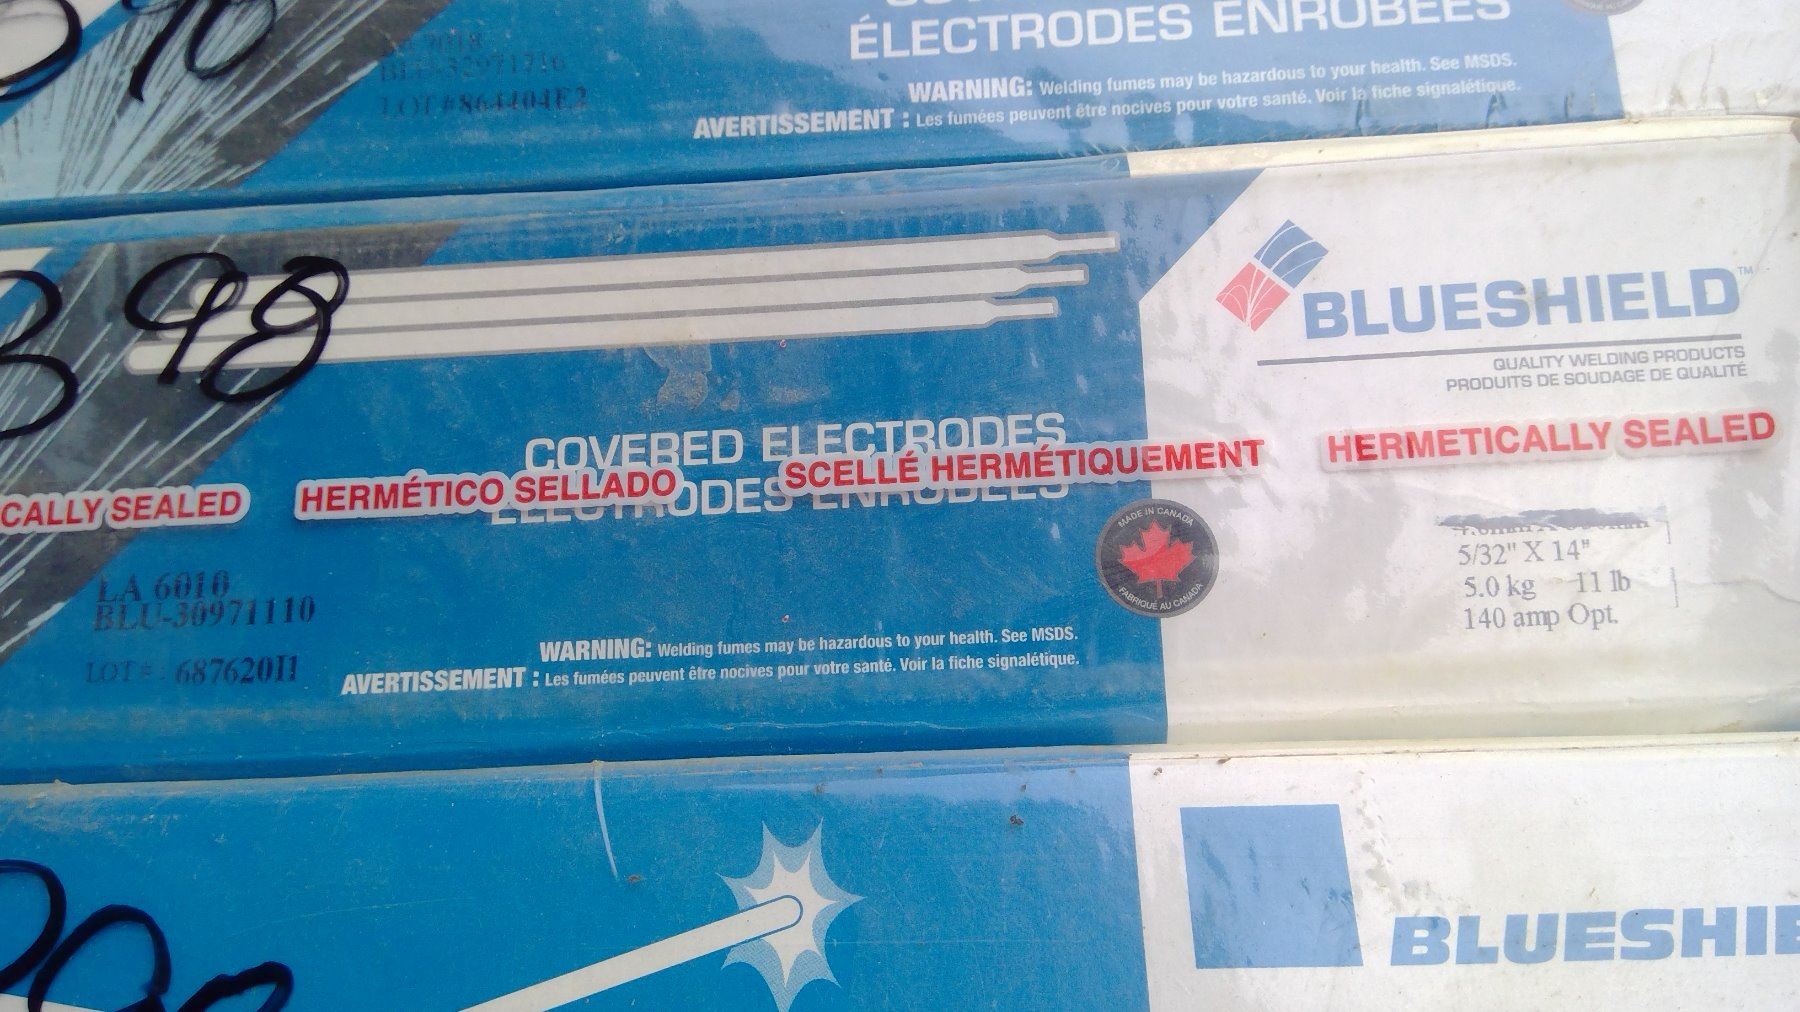 90
7018
BLU-32971716
LOT #864404E2
ÉLECTRODES ENROBÉES
WARNING: Welding fumes may be hazardous to your health. See MSDS.
AVERTISSEMENT : Les fumées peuvent être nocives pour votre santé. Voir la fiche signalétique.
398
BLUESHIELD™
QUALITY WELDING PRODUCTS
PRODUITS DE SOUDAGE DE QUALITÉ
COVERED ELECTRODES
ÉLECTRODES ENROBÉES
CALLY SEALED HERMÉTICO SELLADO SCELLÉ HERMÉTIQUEMENT HERMETICALLY SEALED
MADE IN CANADA
FABRIQUÉ AU CANADA
5/32" X 14"
5.0 kg 11 lb
140 amp Opt.
LA 6010
BLU-30971110
LOT # : 687620I1
WARNING: Welding fumes may be hazardous to your health. See MSDS.
AVERTISSEMENT : Les fumées peuvent être nocives pour votre santé. Voir la fiche signalétique.
BLUESHIE